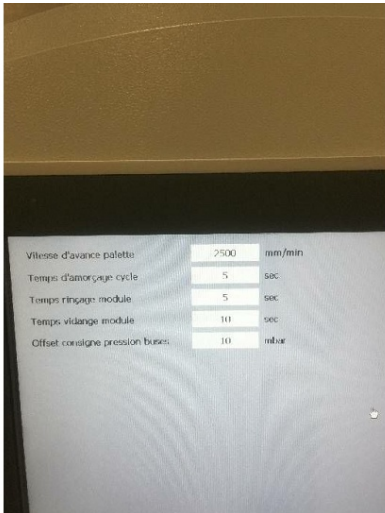 Vitesse d'avance palette 2500 mm/min
Temps d'amorçage cycle 5 sec
Temps rinçage module 5 sec
Temps vidange module 10 sec
Offset consigne pression buses 10 mbar